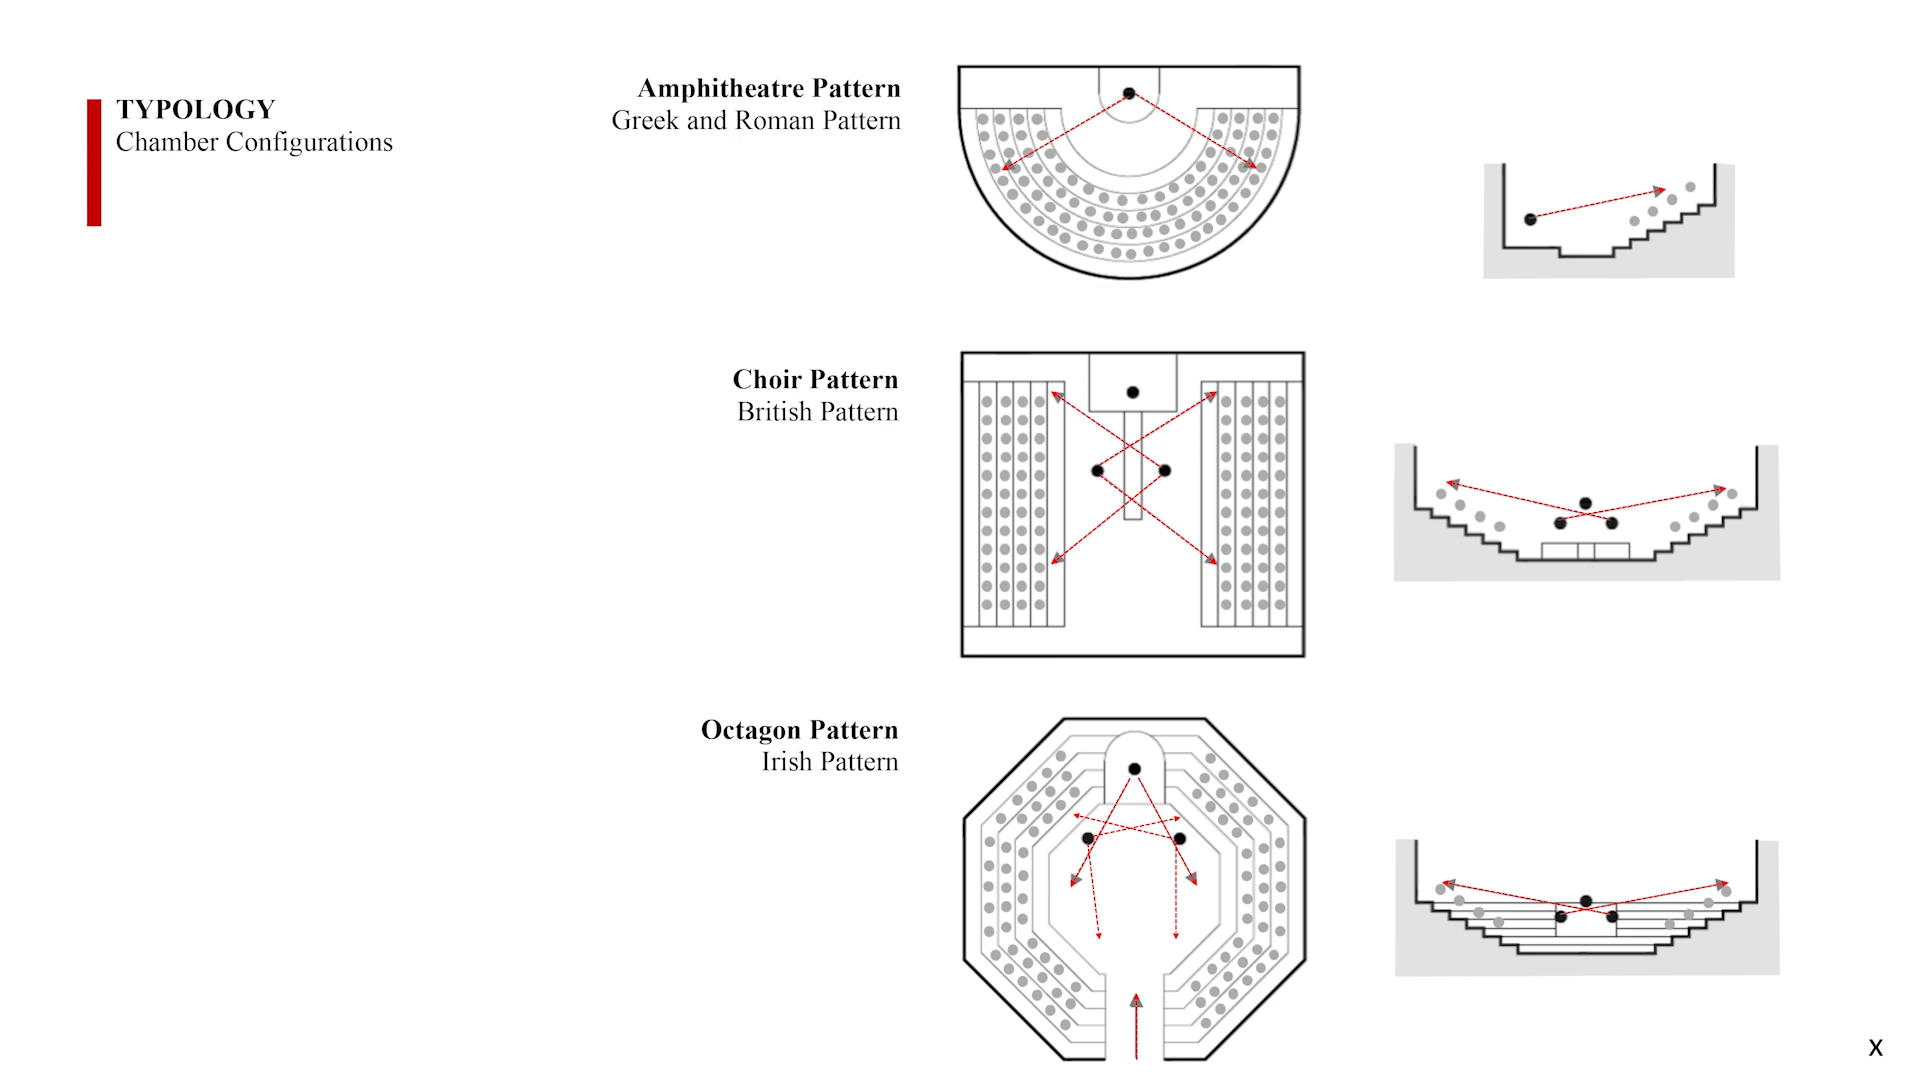 TYPOLOGY
Chamber Configurations
Amphitheatre Pattern
Greek and Roman Pattern
Choir Pattern
British Pattern
Octagon Pattern
Irish Pattern
x